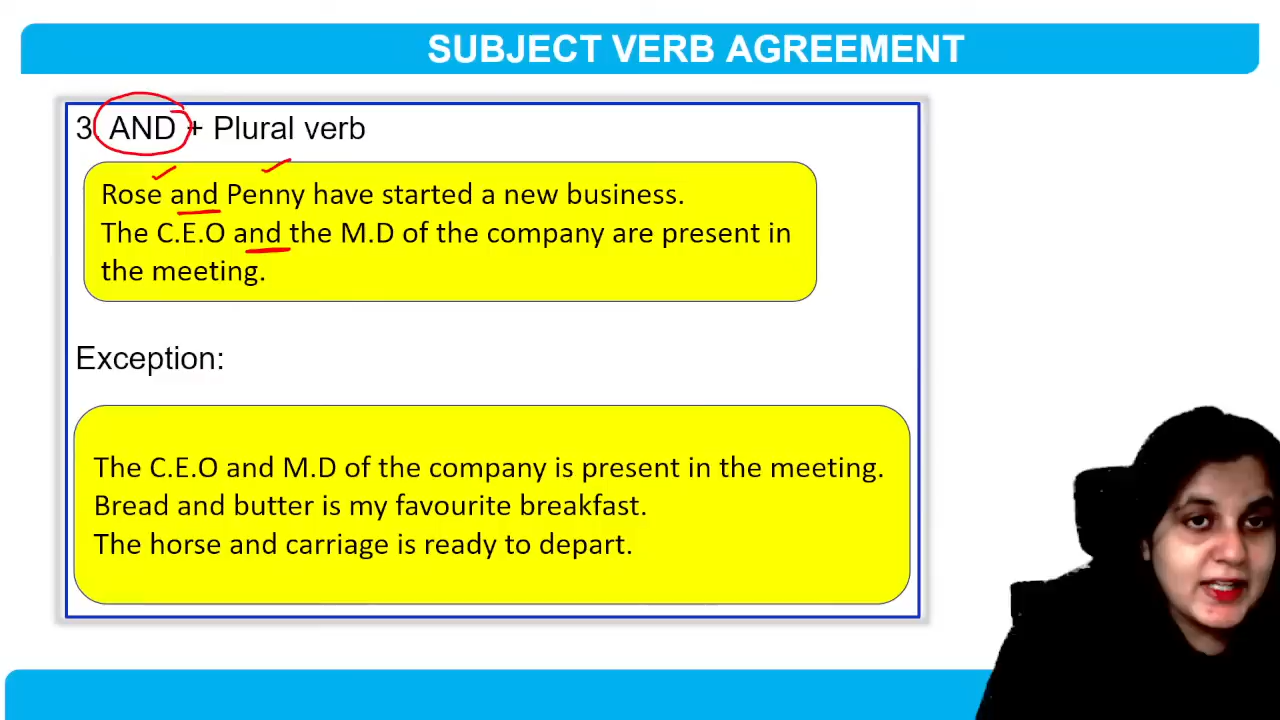 SUBJECT VERB AGREEMENT
3. AND + Plural verb
Rose and Penny have started a new business.
The C.E.O and the M.D of the company are present in
the meeting.
Exception:
The C.E.O and M.D of the company is present in the meeting.
Bread and butter is my favourite breakfast.
The horse and carriage is ready to depart.